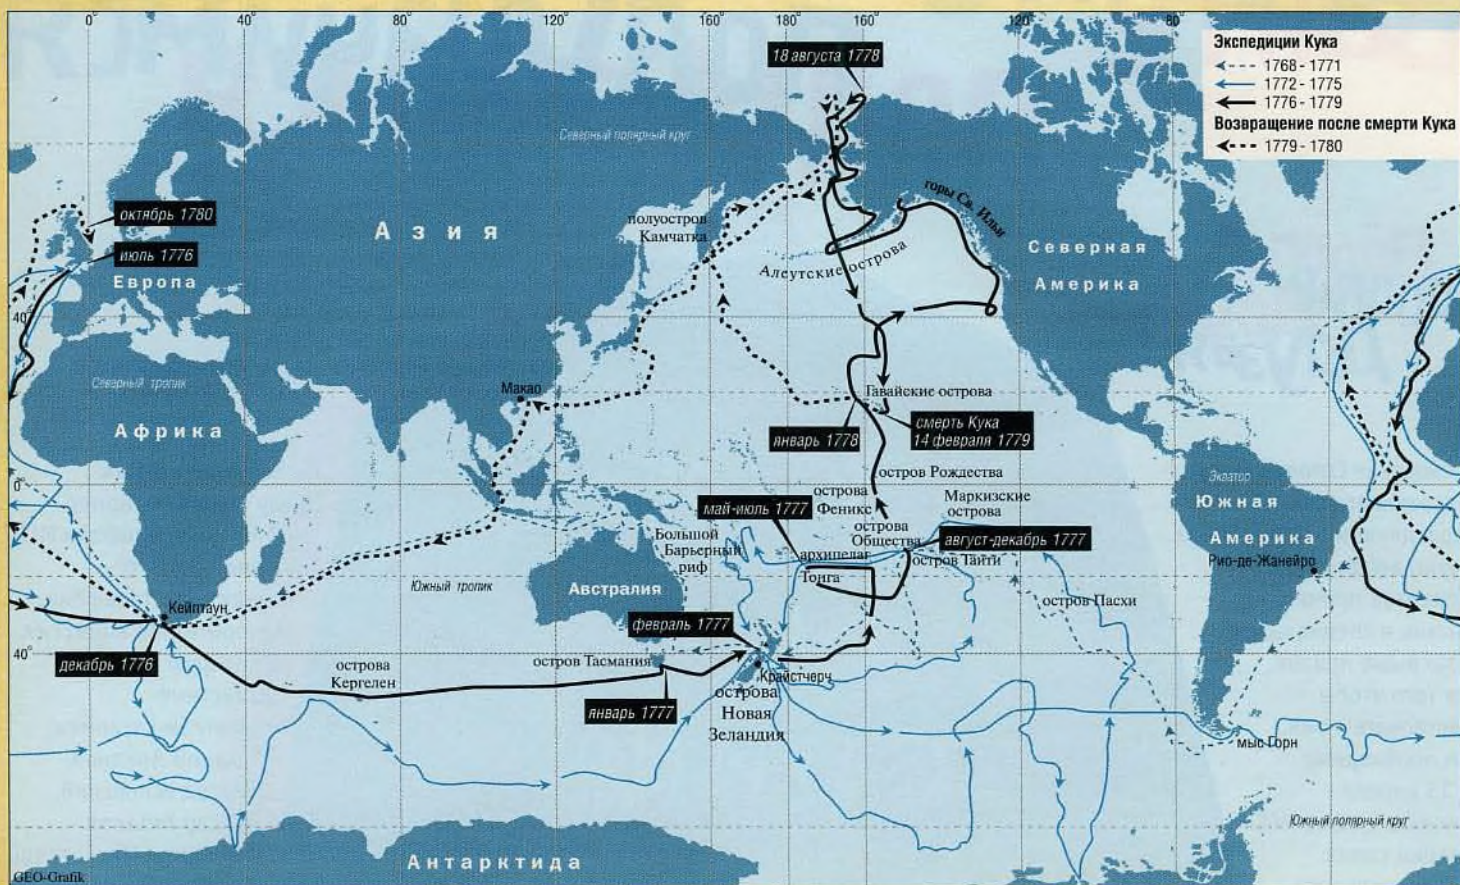 0°
40°
80°
120°
160°
180°
160°
120°
80°
18 августа 1778
Экспедиции Кука
1768 - 1771
1772 - 1775
1776 - 1779
Возвращение после смерти Кука
1779 - 1780
Северный полярный круг
горы Св. Ильи
октябрь 1780
июль 1776
Европа
Азия
полуостров
Камчатка
Алеутские острова
Северная
Америка
40°
Северный тропик
Африка
Макао
Гавайские острова
январь 1778
смерть Кука
14 февраля 1779
остров Рождества
острова
Феникс
Маркизские
острова
0°
Экватор
Южная
Америка
Рио-де-Жанейро
май-июль 1777
острова
Общества
август-декабрь 1777
остров Таити
архипелаг
Тонга
Большой
Барьерный
риф
Австралия
Южный тропик
остров Пасхи
Кейптаун
декабрь 1776
40°
острова
Кергелен
февраль 1777
остров Тасмания
январь 1777
Крайстчерч
острова
Новая
Зеландия
мыс Горн
Южный полярный круг
Антарктида
GEO-Grafik